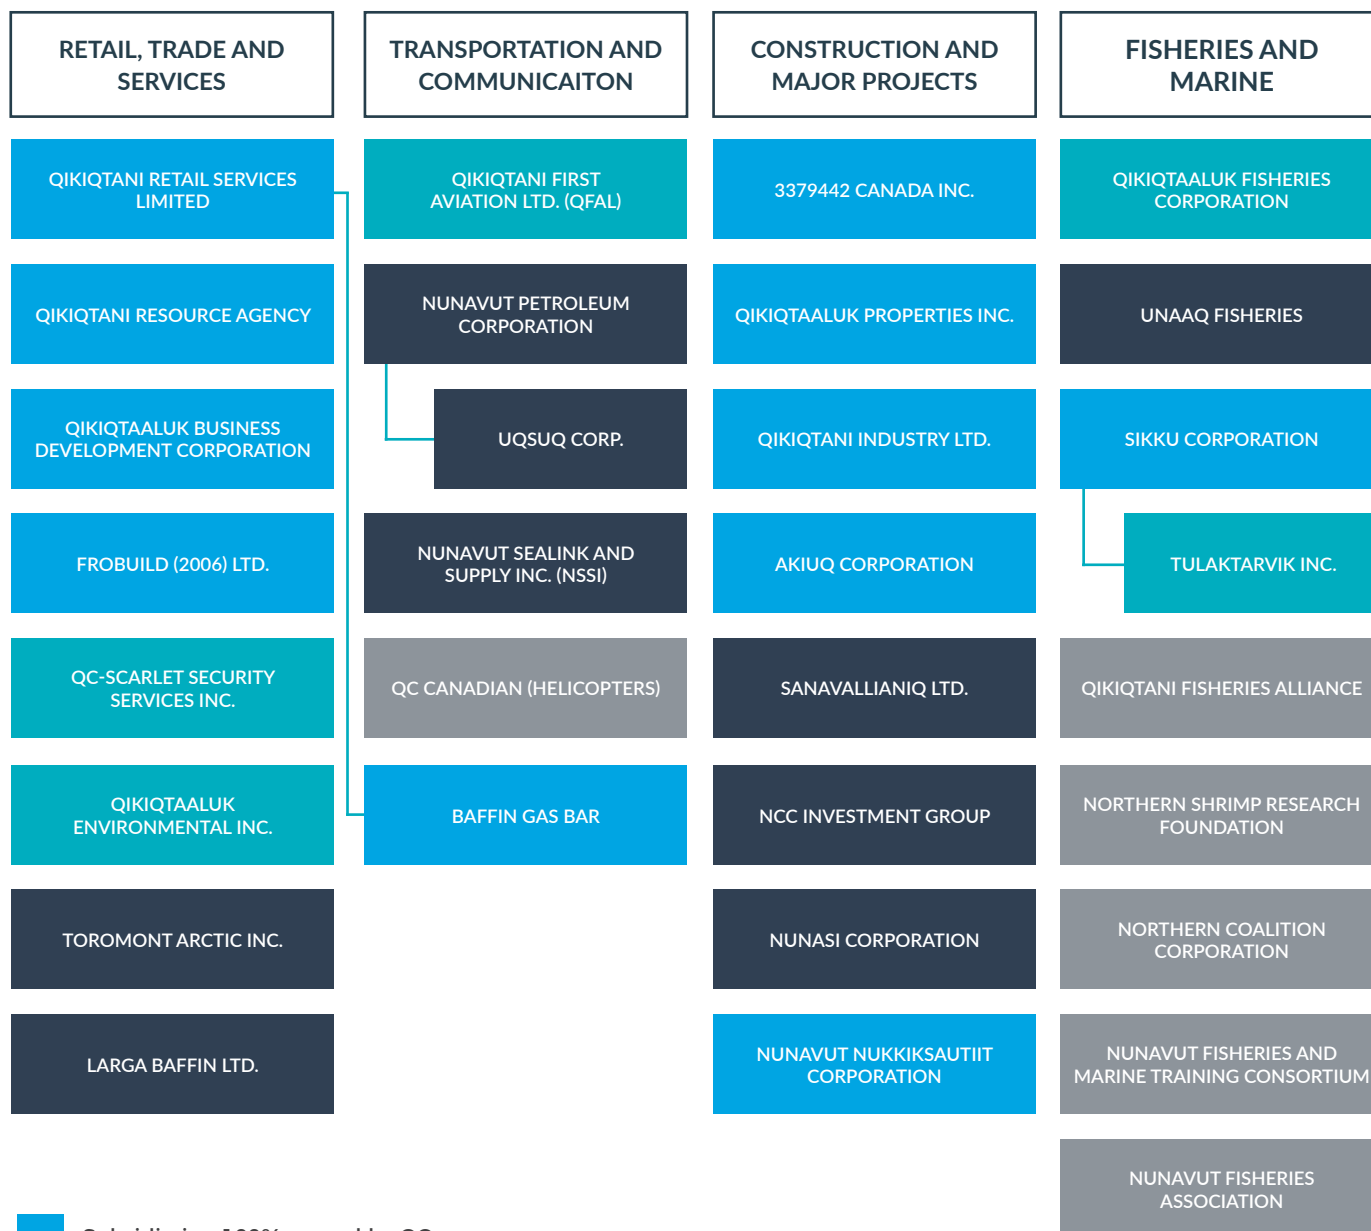 RETAIL, TRADE AND
SERVICES
QIKIQTANI RETAIL SERVICES
LIMITED
QIKIQTANI RESOURCE AGENCY
QIKIQTAALUK BUSINESS
DEVELOPMENT CORPORATION
FROBUILD (2006) LTD.
QC-SCARLET SECURITY
SERVICES INC.
QIKIQTAALUK
ENVIRONMENTAL INC.
TOROMONT ARCTIC INC.
LARGA BAFFIN LTD.
TRANSPORTATION AND
COMMUNICAITON
QIKIQTANI FIRST
AVIATION LTD. (QFAL)
NUNAVUT PETROLEUM
CORPORATION
UQSUQ CORP.
NUNAVUT SEALINK AND
SUPPLY INC. (NSSI)
QC CANADIAN (HELICOPTERS)
BAFFIN GAS BAR
CONSTRUCTION AND
MAJOR PROJECTS
3379442 CANADA INC.
QIKIQTAALUK PROPERTIES INC.
QIKIQTANI INDUSTRY LTD.
AKIUQ CORPORATION
SANAVALLIANIQ LTD.
NCC INVESTMENT GROUP
NUNASI CORPORATION
NUNAVUT NUKKIKSAUTIIT
CORPORATION
FISHERIES AND
MARINE
QIKIQTAALUK FISHERIES
CORPORATION
UNAAQ FISHERIES
SIKKU CORPORATION
TULAKTARVIK INC.
QIKIQTANI FISHERIES ALLIANCE
NORTHERN SHRIMP RESEARCH
FOUNDATION
NORTHERN COALITION
CORPORATION
NUNAVUT FISHERIES AND
MARINE TRAINING CONSORTIUM
NUNAVUT FISHERIES
ASSOCIATION